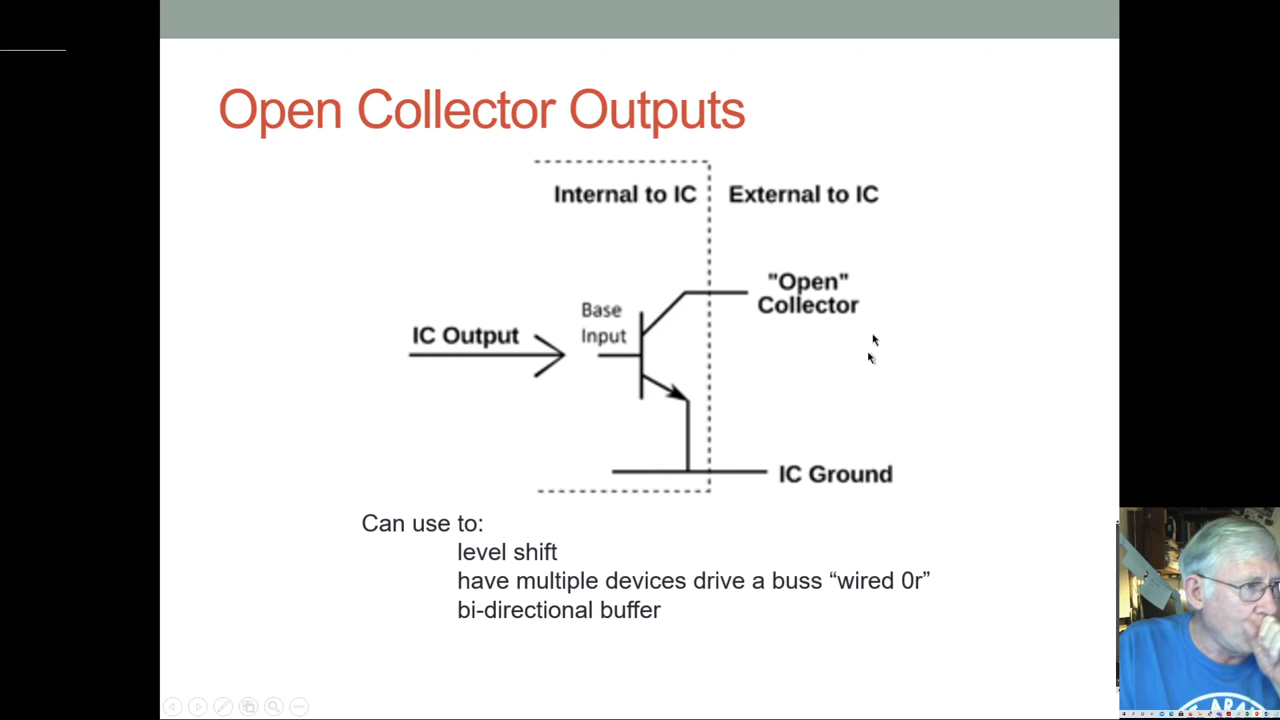 Open Collector Outputs
Internal to IC
External to IC
"Open"
Collector
Base
Input
IC Output
IC Ground
Can use to:
level shift
have multiple devices drive a buss “wired 0r”
bi-directional buffer